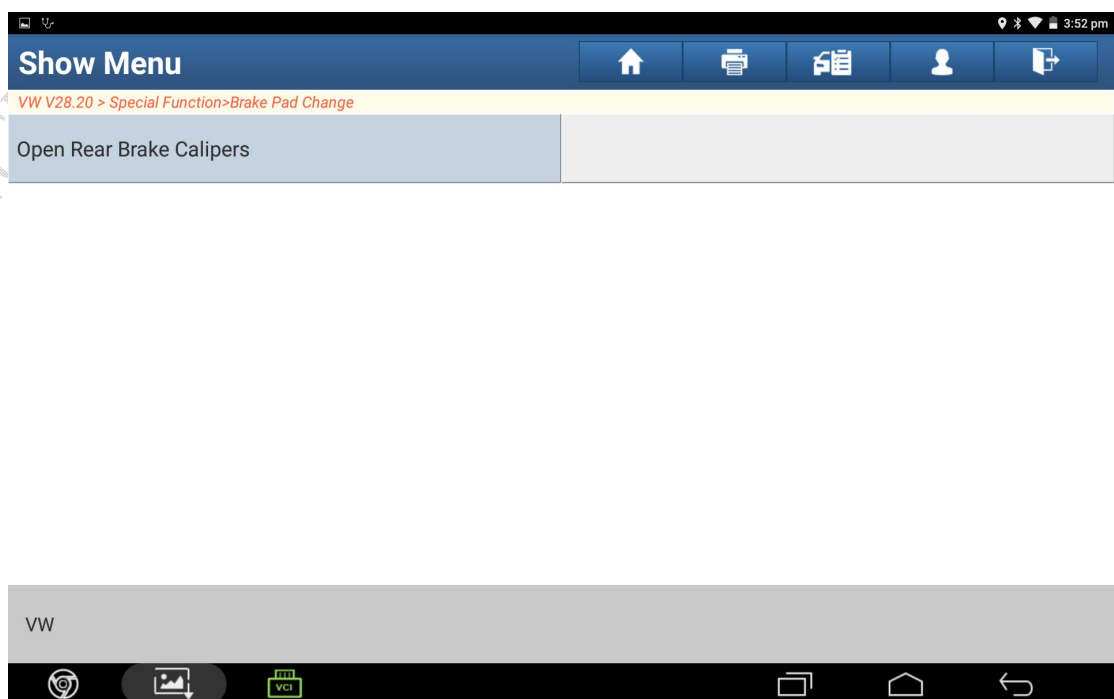 3:52 pm
Show Menu
VW V28.20 > Special Function>Brake Pad Change
Open Rear Brake Calipers
VW
VCI